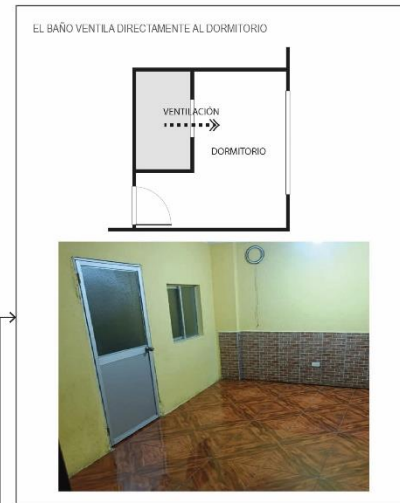 EL BAÑO VENTILA DIRECTAMENTE AL DORMITORIO
VENTILACIÓN
DORMITORIO